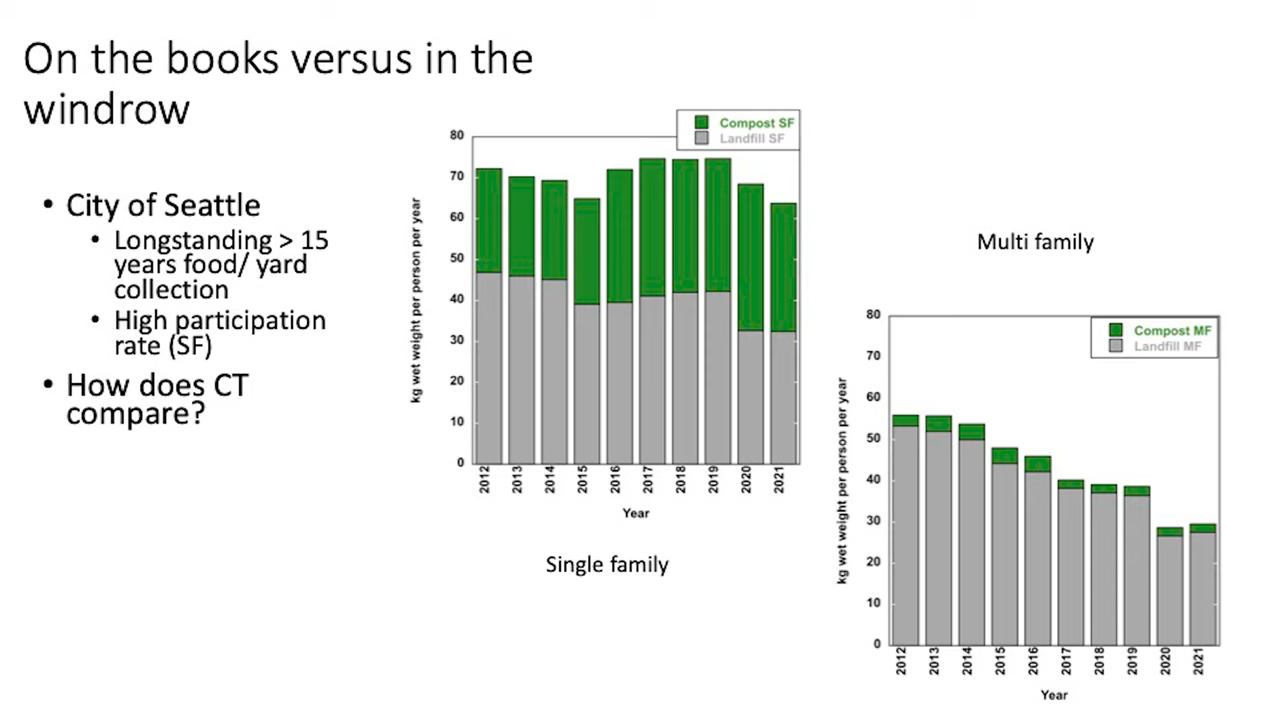 On the books versus in the
windrow
• City of Seattle
• Longstanding > 15
years food/ yard
collection
• High participation
rate (SF)
• How does CT
compare?
Compost SF
Landfill SF
80
70
60
50
40
30
20
10
0
kg wet weight per person per year
2012
2013
2014
2015
2016
2017
2018
2019
2020
2021
Year
Single family
Multi family
Compost MF
Landfill MF
80
70
60
50
40
30
20
10
0
kg wet weight per person per year
2012
2013
2014
2015
2016
2017
2018
2019
2020
2021
Year